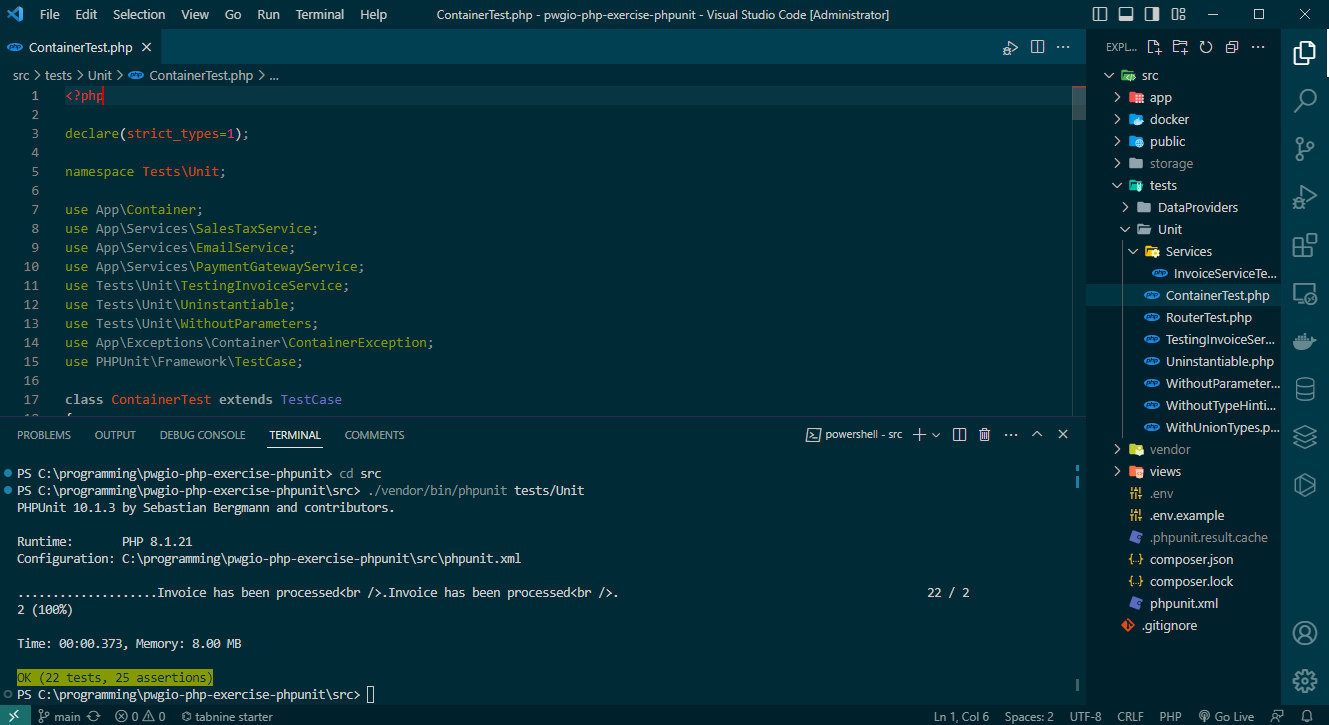 File Edit Selection View Go Run Terminal Help ContainerTest.php - pwgio-php-exercise-phpunit - Visual Studio Code [Administrator]
ContainerTest.php
src > tests > Unit > ContainerTest.php > ...
1 <?php
2
3 declare(strict_types=1);
4
5 namespace Tests\Unit;
6
7 use App\Container;
8 use App\Services\SalesTaxService;
9 use App\Services\EmailService;
10 use App\Services\PaymentGatewayService;
11 use Tests\Unit\TestingInvoiceService;
12 use Tests\Unit\Uninstantiable;
13 use Tests\Unit\WithoutParameters;
14 use App\Exceptions\Container\ContainerException;
15 use PHPUnit\Framework\TestCase;
16
17 class ContainerTest extends TestCase
PROBLEMS OUTPUT DEBUG CONSOLE TERMINAL COMMENTS
powershell - src
PS C:\programming\pwgio-php-exercise-phpunit> cd src
PS C:\programming\pwgio-php-exercise-phpunit\src> ./vendor/bin/phpunit tests/Unit
PHPUnit 10.1.3 by Sebastian Bergmann and contributors.
Runtime: PHP 8.1.21
Configuration: C:\programming\pwgio-php-exercise-phpunit\src\phpunit.xml
....................Invoice has been processed<br />.Invoice has been processed<br />. 22 / 2
2 (100%)
Time: 00:00.373, Memory: 8.00 MB
OK (22 tests, 25 assertions)
PS C:\programming\pwgio-php-exercise-phpunit\src>
EXPL...
src
app
docker
public
storage
tests
DataProviders
Unit
Services
InvoiceServiceTe...
ContainerTest.php
RouterTest.php
TestingInvoiceSer...
Uninstantiable.php
WithoutParameter...
WithoutTypeHinti...
WithUnionTypes.p...
vendor
views
.env
.env.example
.phpunit.result.cache
composer.json
composer.lock
phpunit.xml
.gitignore
main 0 0 tabnine starter Ln 1, Col 6 Spaces: 2 UTF-8 CRLF PHP Go Live